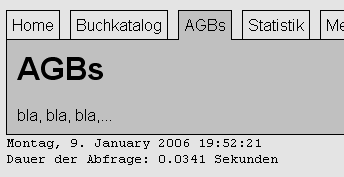 Home Buchkatalog AGBs Statistik Me
AGBs
bla, bla, bla,...
Montag, 9. January 2006 19:52:21
Dauer der Abfrage: 0.0341 Sekunden